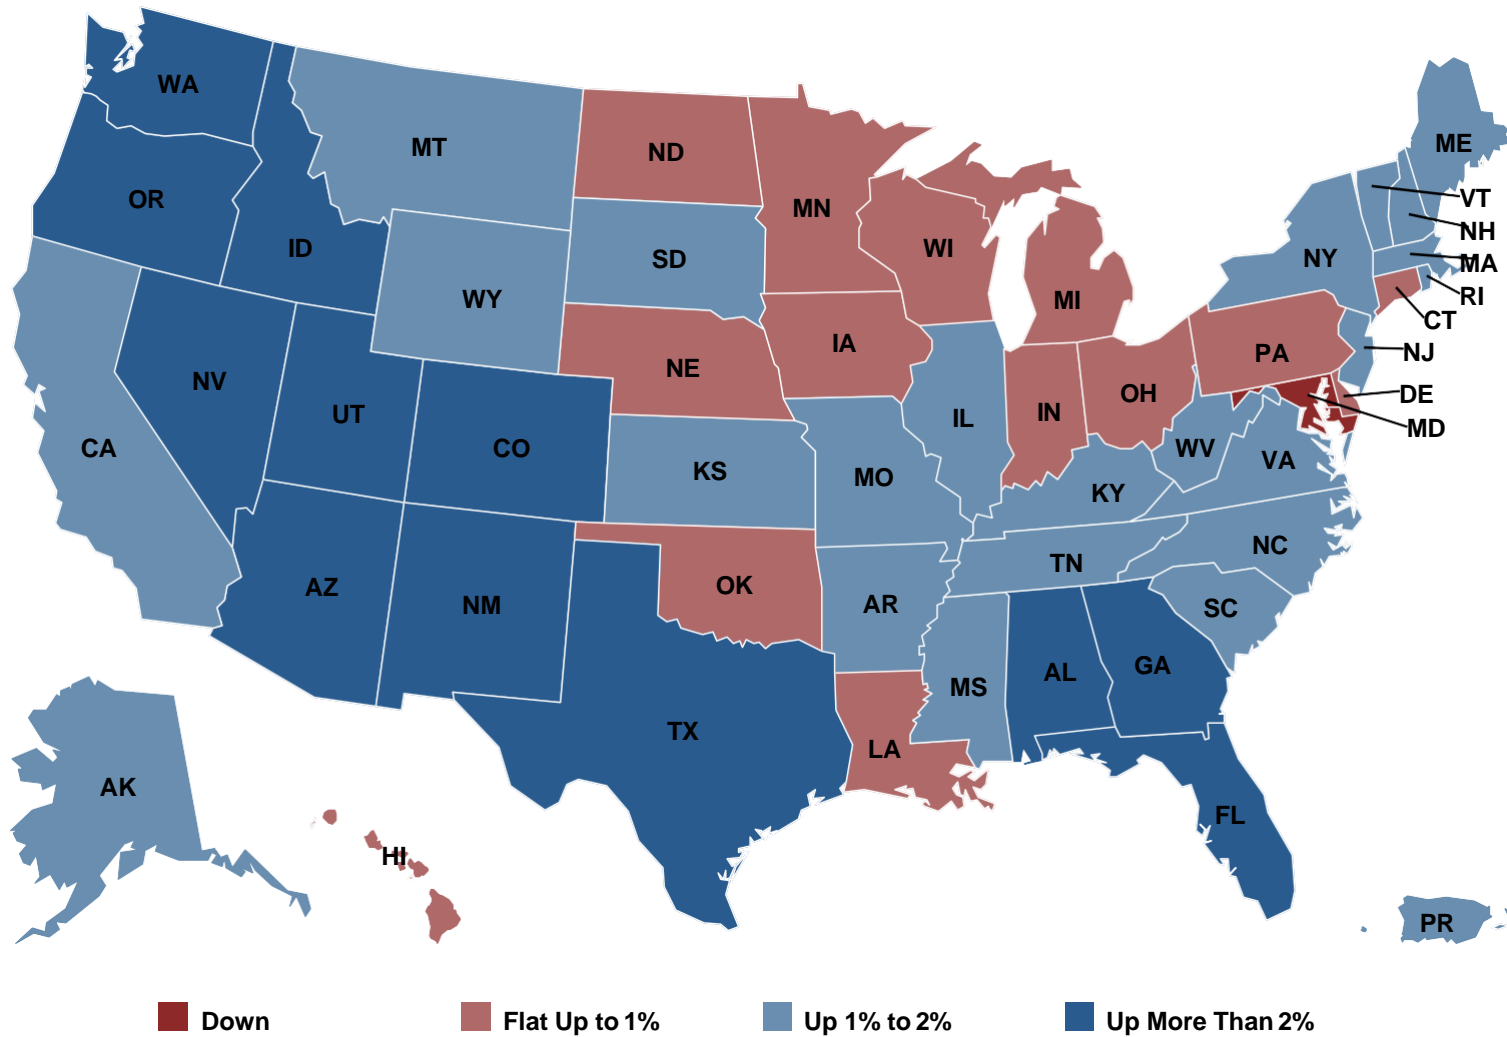 WA
MT
ND
ME
OR
MN
VT
ID
WI
NH
SD
NY
MA
WY
MI
RI
CT
IA
NJ
NV
NE
PA
UT
OH
DE
CO
IN
IL
MD
CA
WV
VA
KS
MO
KY
NC
TN
AZ
NM
OK
AR
SC
GA
AL
MS
TX
LA
AK
FL
HI
PR
Down
Flat Up to 1%
Up 1% to 2%
Up More Than 2%